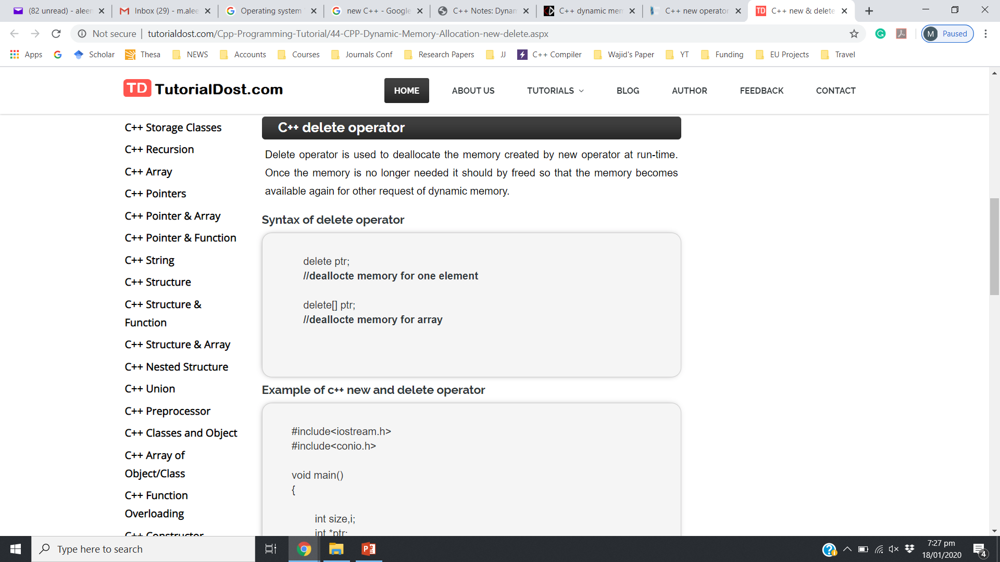 (82 unread) - aleen
Inbox (29) - m.alee
Operating system
new C++ - Google
C++ Notes: Dynam
C++ dynamic mem
C++ new operator
TD C++ new & delete
Not secure | tutorialdost.com/Cpp-Programming-Tutorial/44-CPP-Dynamic-Memory-Allocation-new-delete.aspx
M Paused
Apps
Scholar
Thesa
NEWS
Accounts
Courses
Journals Conf
Research Papers
JJ
C++ Compiler
Wajid's Paper
YT
Funding
EU Projects
Travel
TD TutorialDost.com
HOME
ABOUT US
TUTORIALS
BLOG
AUTHOR
FEEDBACK
CONTACT
C++ Storage Classes
C++ Recursion
C++ Array
C++ Pointers
C++ Pointer & Array
C++ Pointer & Function
C++ String
C++ Structure
C++ Structure &
Function
C++ Structure & Array
C++ Nested Structure
C++ Union
C++ Preprocessor
C++ Classes and Object
C++ Array of
Object/Class
C++ Function
Overloading
C++ Constructor
C++ delete operator
Delete operator is used to deallocate the memory created by new operator at run-time.
Once the memory is no longer needed it should by freed so that the memory becomes
available again for other request of dynamic memory.
Syntax of delete operator
delete ptr;
//deallocte memory for one element
delete[] ptr;
//deallocte memory for array
Example of c++ new and delete operator
#include<iostream.h>
#include<conio.h>
void main()
{
int size,i;
int *ptr;
Type here to search
7:27 pm
18/01/2020
4